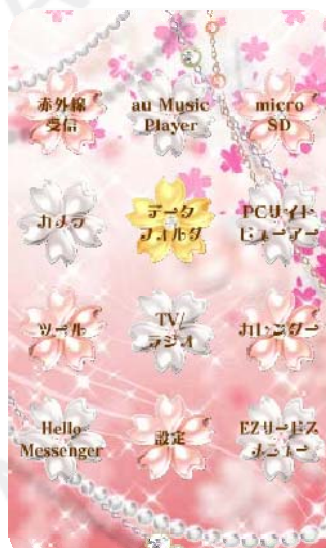 赤外線
受信
au Music
Player
micro
SD
カメラ
データ
フォルダ
PCサイト
ビューアー
ツール
TV/
ラジオ
カレンダー
Hello
Messenger
設定
EZサービス
メニュー